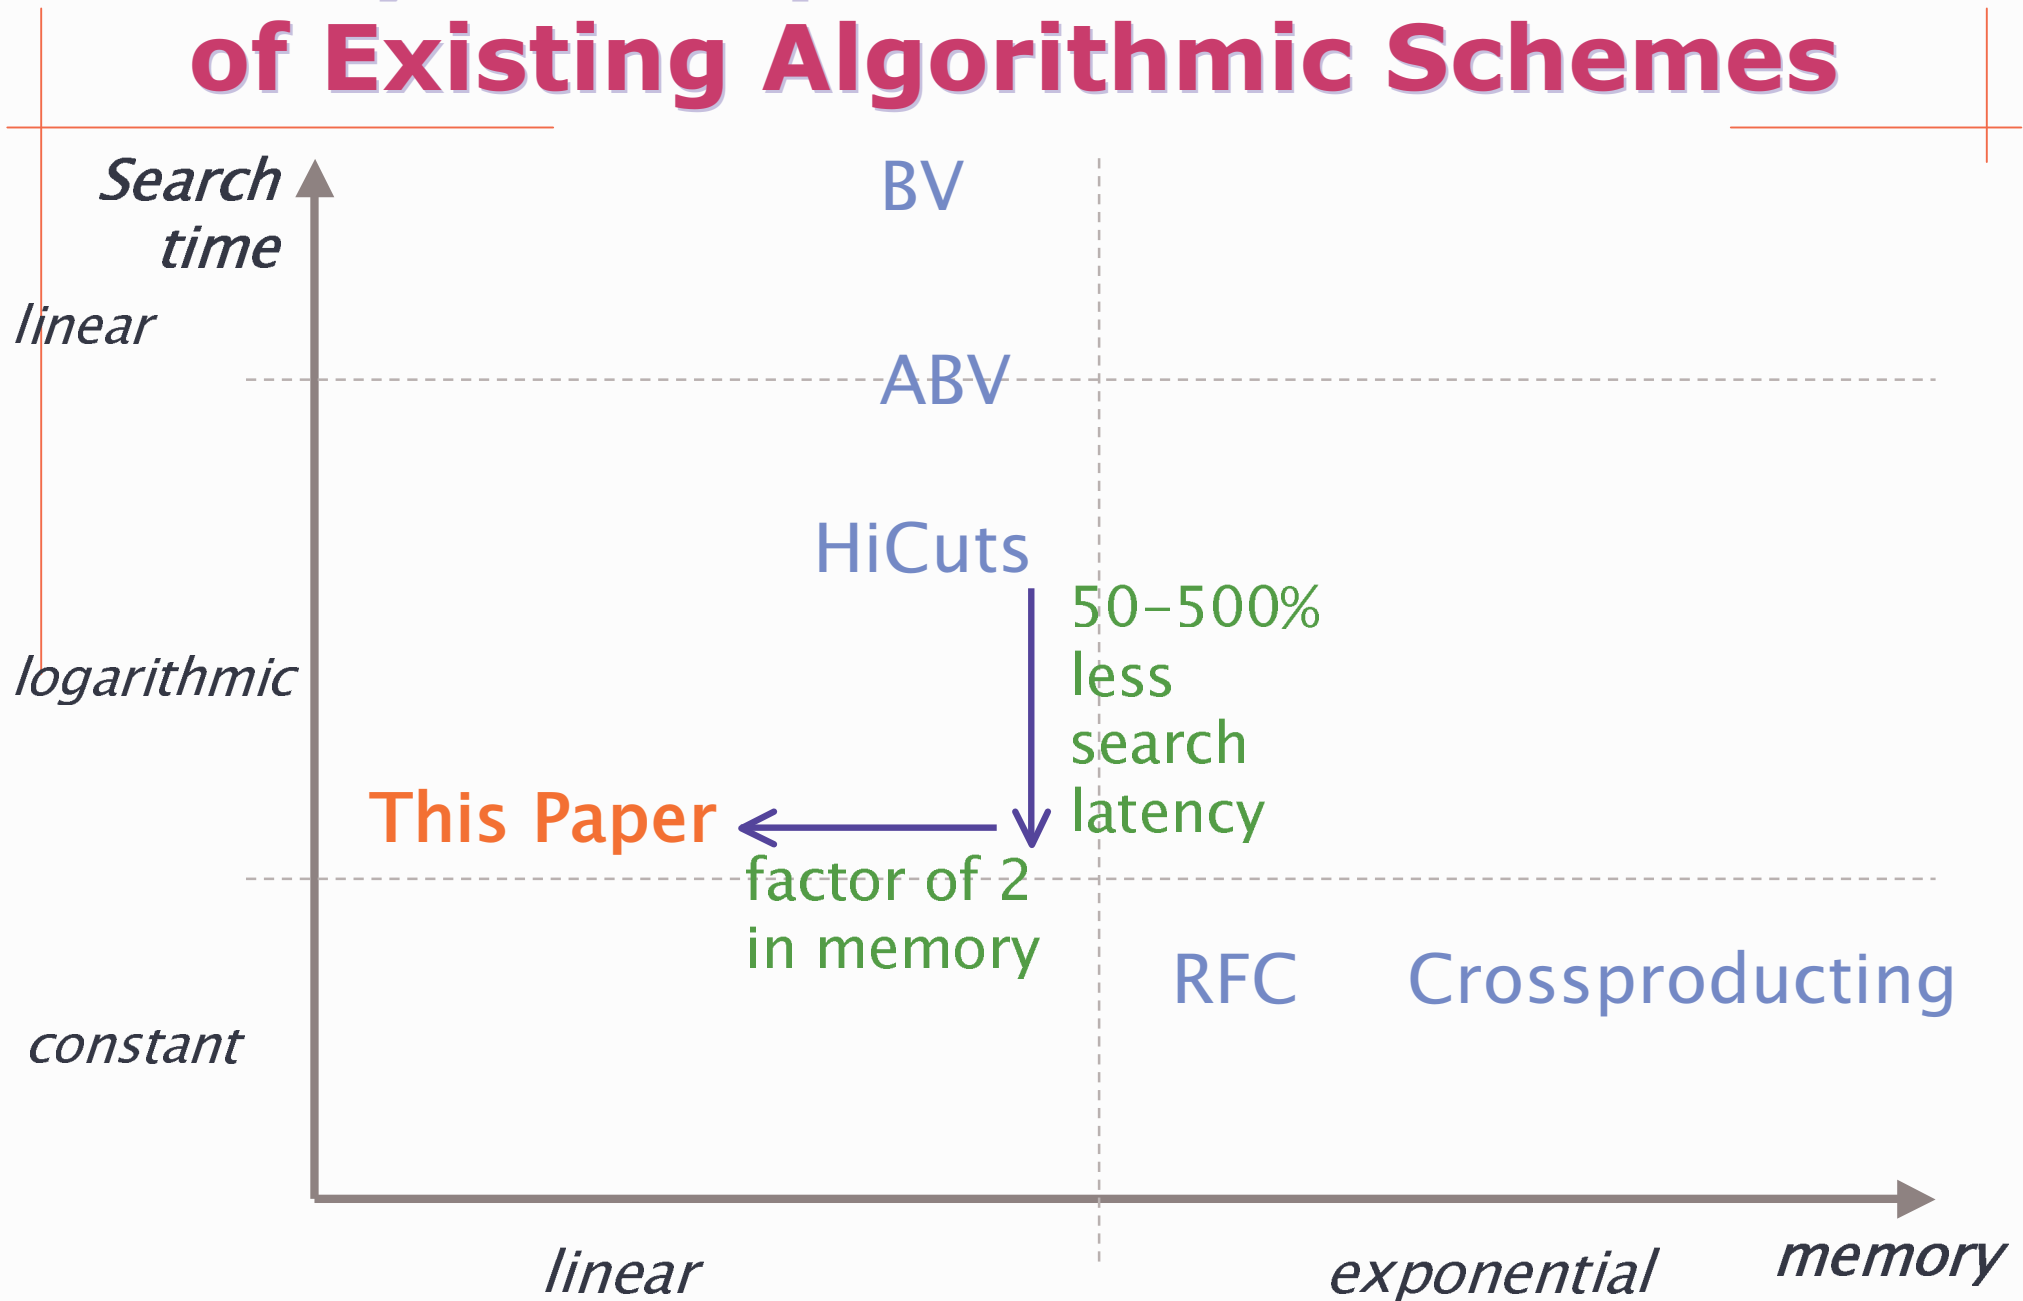 of Existing Algorithmic Schemes
Search
time
linear
logarithmic
constant
BV
ABV
HiCuts
50-500%
less
search
latency
This Paper
factor of 2
in memory
RFC
Crossproducting
linear
exponential
memory